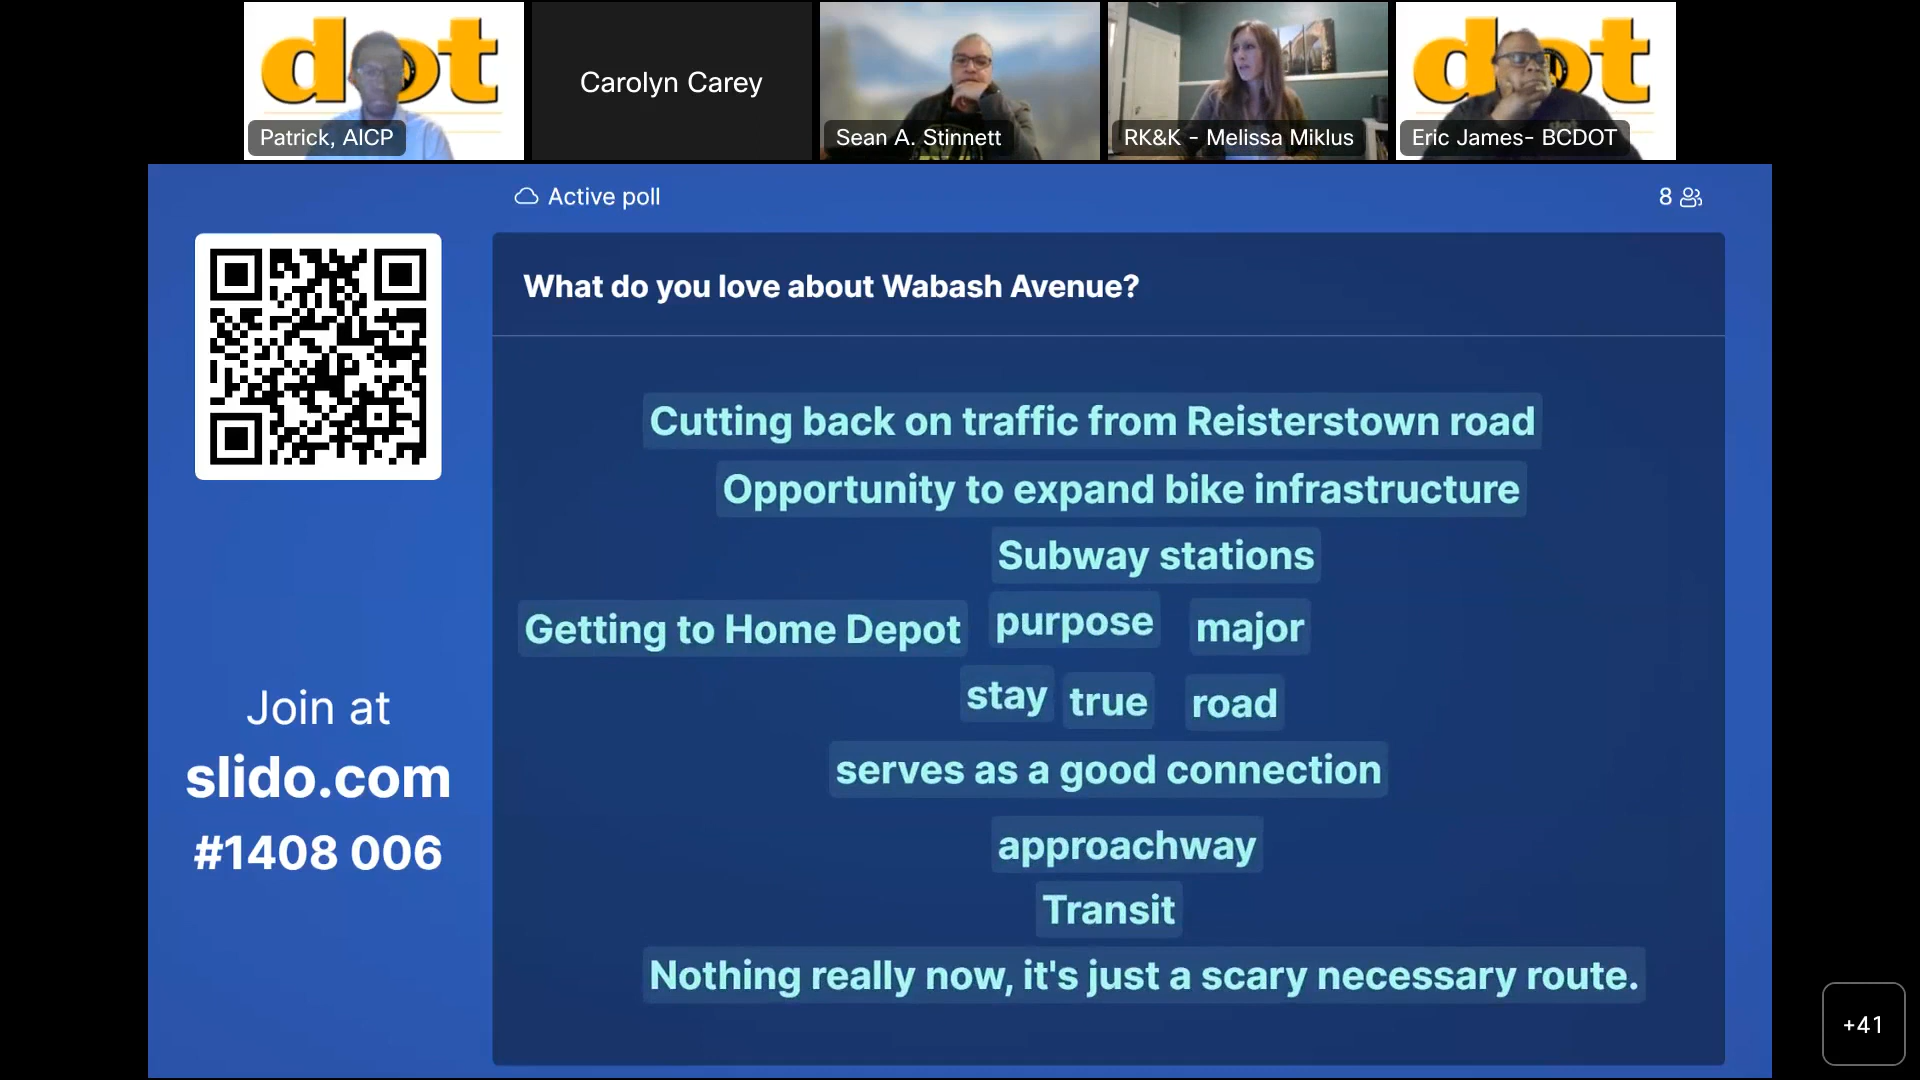 dot
Patrick, AICP
Carolyn Carey
Sean A. Stinnett
RK&K - Melissa Miklus
dot
Eric James- BCDOT
Active poll
8
What do you love about Wabash Avenue?
Cutting back on traffic from Reisterstown road
Opportunity to expand bike infrastructure
Subway stations
Getting to Home Depot
purpose
major
stay
true
road
serves as a good connection
approachway
Transit
Nothing really now, it's just a scary necessary route.
Join at
slido.com
#1408 006
+41